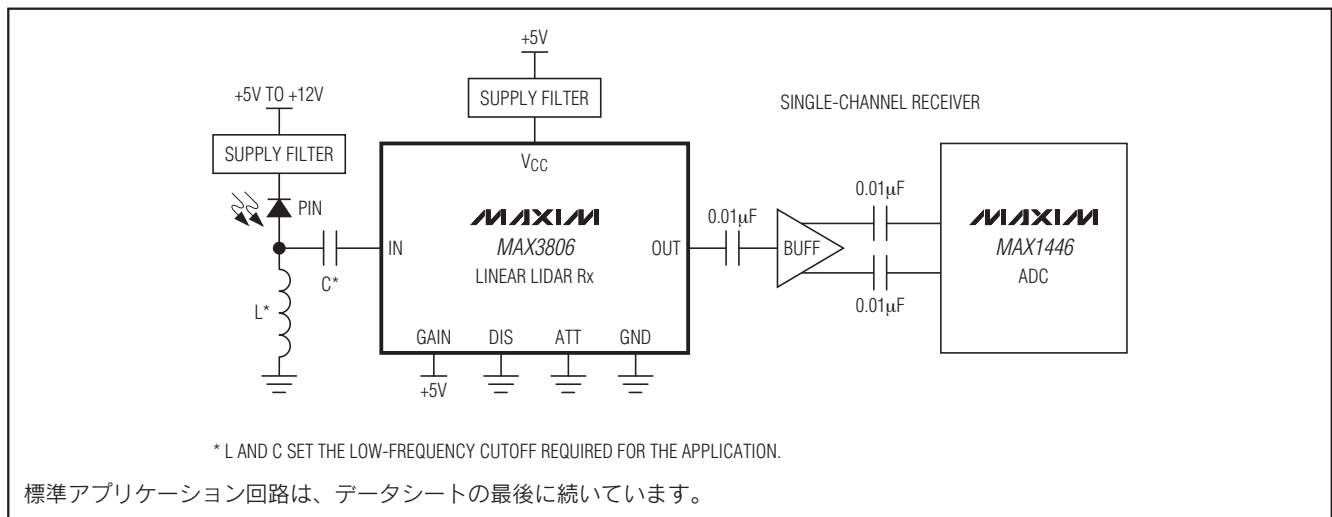 +5V
+5V TO +12V
SUPPLY FILTER
SINGLE-CHANNEL RECEIVER
SUPPLY FILTER
VCC
PIN
0.01μF
MAXIM
MAX3806
LINEAR LIDAR Rx
0.01μF
MAXIM
MAX1446
ADC
IN
OUT
BUFF
C*
L*
0.01μF
GAIN
DIS
ATT
GND
+5V
* L AND C SET THE LOW-FREQUENCY CUTOFF REQUIRED FOR THE APPLICATION.
標準アプリケーション回路は、データシートの最後に続いています。